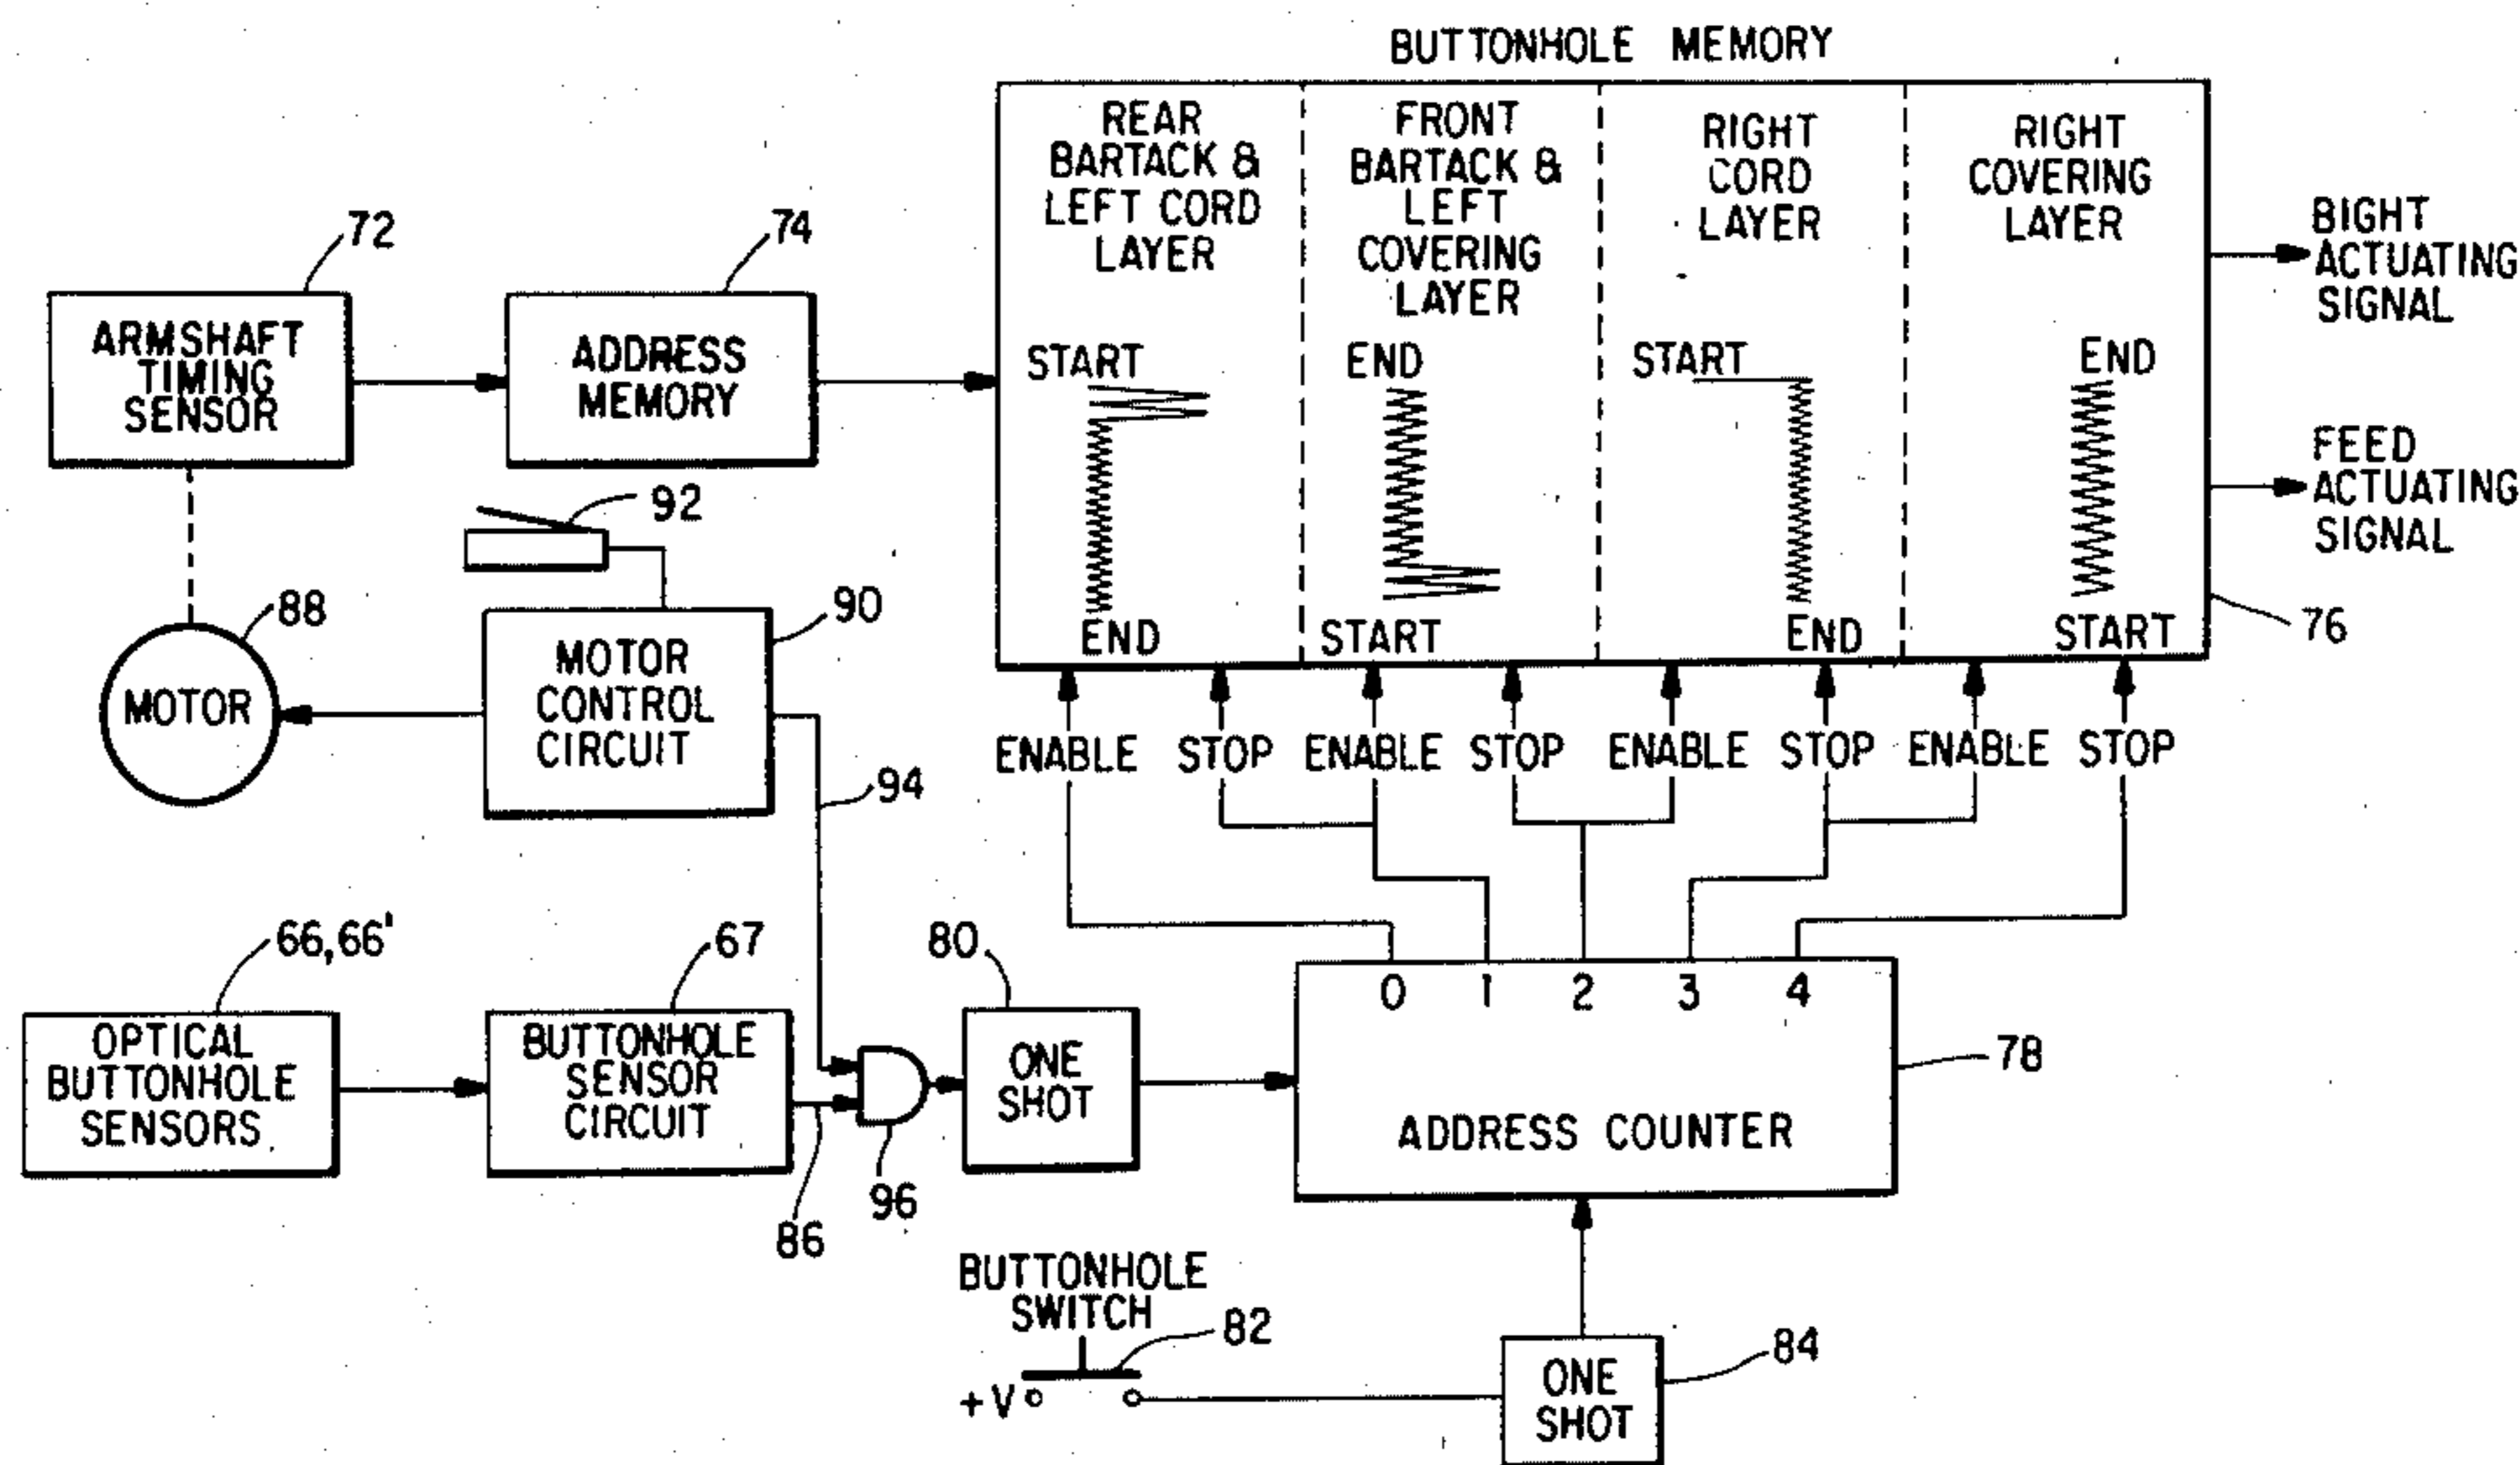 BUTTONHOLE MEMORY
REAR
BARTACK &
LEFT CORD
LAYER
START
END
FRONT
BARTACK &
LEFT
COVERING
LAYER
END
START
RIGHT
CORD
LAYER
START
END
RIGHT
COVERING
LAYER
END
START
BIGHT
ACTUATING
SIGNAL
FEED
ACTUATING
SIGNAL
76
72
ARMSHAFT
TIMING
SENSOR
74
ADDRESS
MEMORY
92
88
MOTOR
90
MOTOR
CONTROL
CIRCUIT
94
ENABLE STOP ENABLE STOP ENABLE STOP ENABLE STOP
66,66'
OPTICAL
BUTTONHOLE
SENSORS
67
BUTTONHOLE
SENSOR
CIRCUIT
86
96
80
ONE
SHOT
0 1 2 3 4
ADDRESS COUNTER
78
BUTTONHOLE
SWITCH
82
+V
84
ONE
SHOT